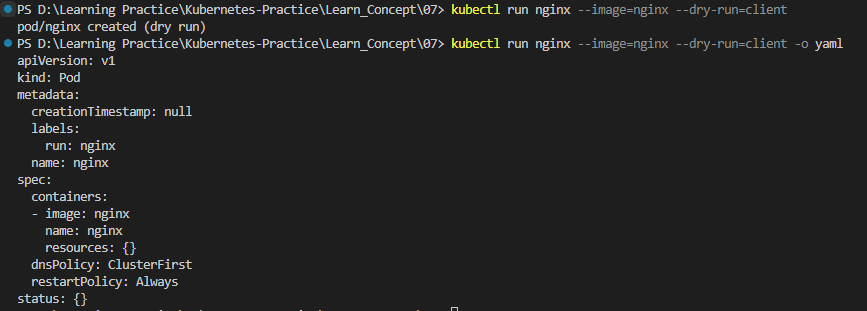 PS D:\Learning Practice\Kubernetes-Practice\Learn_Concept\07> kubectl run nginx --image=nginx --dry-run=client
pod/nginx created (dry run)
PS D:\Learning Practice\Kubernetes-Practice\Learn_Concept\07> kubectl run nginx --image=nginx --dry-run=client -o yaml
apiVersion: v1
kind: Pod
metadata:
  creationTimestamp: null
  labels:
    run: nginx
  name: nginx
spec:
  containers:
  - image: nginx
    name: nginx
    resources: {}
  dnsPolicy: ClusterFirst
  restartPolicy: Always
status: {}